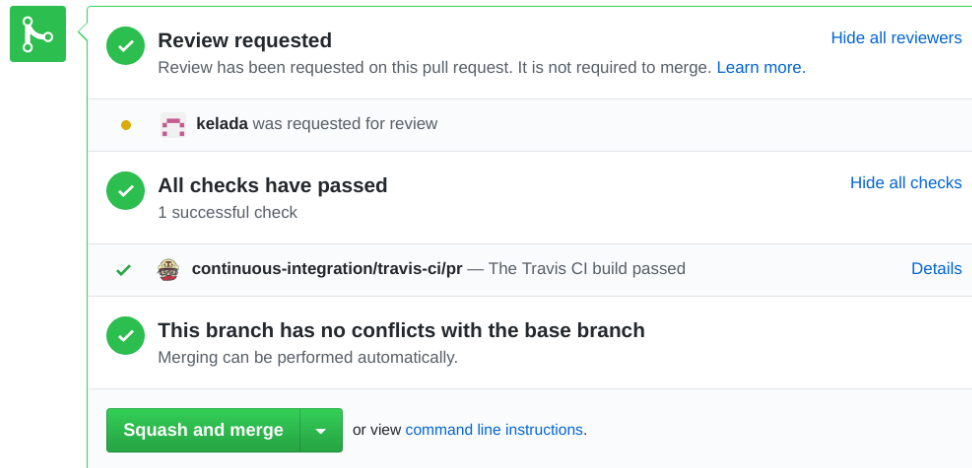 Review requested
Hide all reviewers
Review has been requested on this pull request. It is not required to merge. Learn more.
kelada was requested for review
All checks have passed
Hide all checks
1 successful check
continuous-integration/travis-ci/pr — The Travis CI build passed
Details
This branch has no conflicts with the base branch
Merging can be performed automatically.
Squash and merge
or view command line instructions.